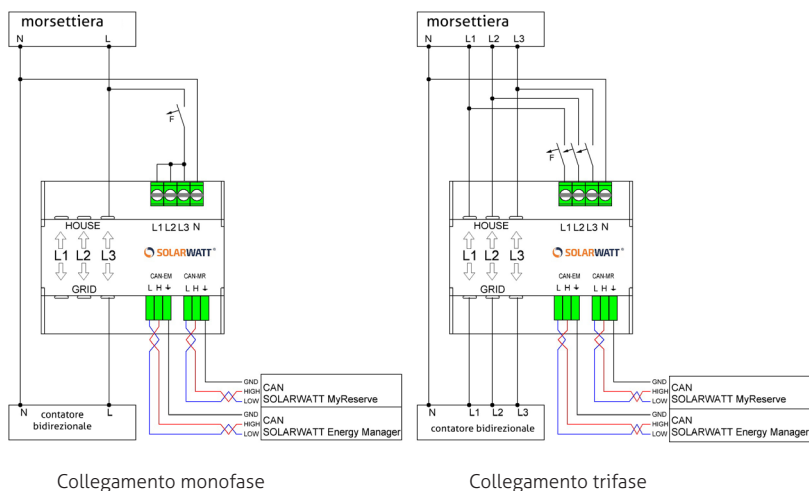 morsettiera
N L
F
L1 L2 L3 N
HOUSE
L1 L2 L3
SOLARWATT®
CAN-EM CAN-MR
L H L H
GRID
GND
HIGH CAN
LOW SOLARWATT MyReserve
GND
HIGH CAN
LOW SOLARWATT Energy Manager
N L
contatore
bidirezionale
Collegamento monofase
morsettiera
N L1 L2 L3
F
L1 L2 L3 N
HOUSE
L1 L2 L3
SOLARWATT®
CAN-EM CAN-MR
L H L H
GRID
GND
HIGH CAN
LOW SOLARWATT MyReserve
GND
HIGH CAN
LOW SOLARWATT Energy Manager
N L1 L2 L3
contatore bidirezionale
Collegamento trifase